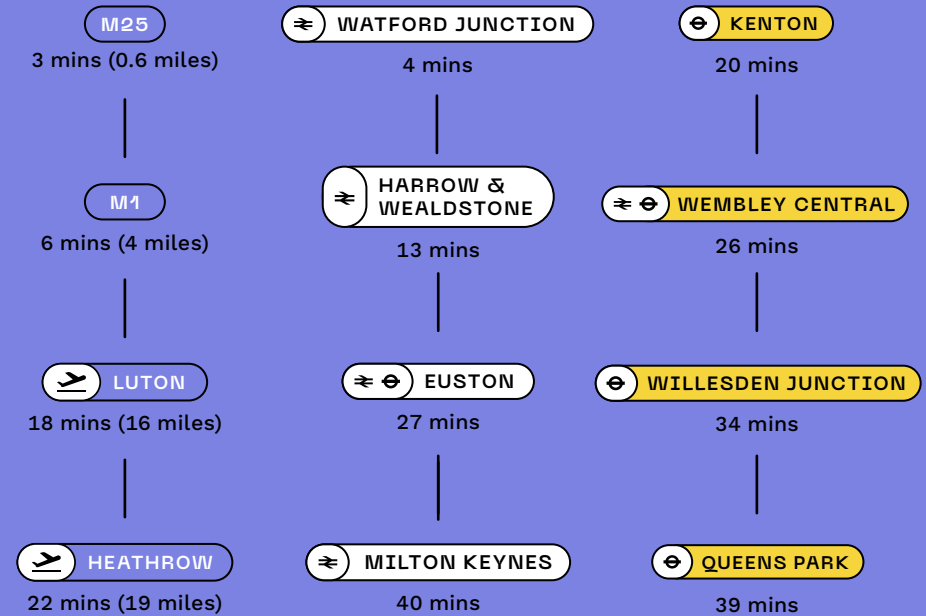 M25
3 mins (0.6 miles)
M1
6 mins (4 miles)
LUTON
18 mins (16 miles)
HEATHROW
22 mins (19 miles)
WATFORD JUNCTION
4 mins
HARROW &
WEALDSTONE
13 mins
EUSTON
27 mins
MILTON KEYNES
40 mins
KENTON
20 mins
WEMBLEY CENTRAL
26 mins
WILLESDEN JUNCTION
34 mins
QUEENS PARK
39 mins